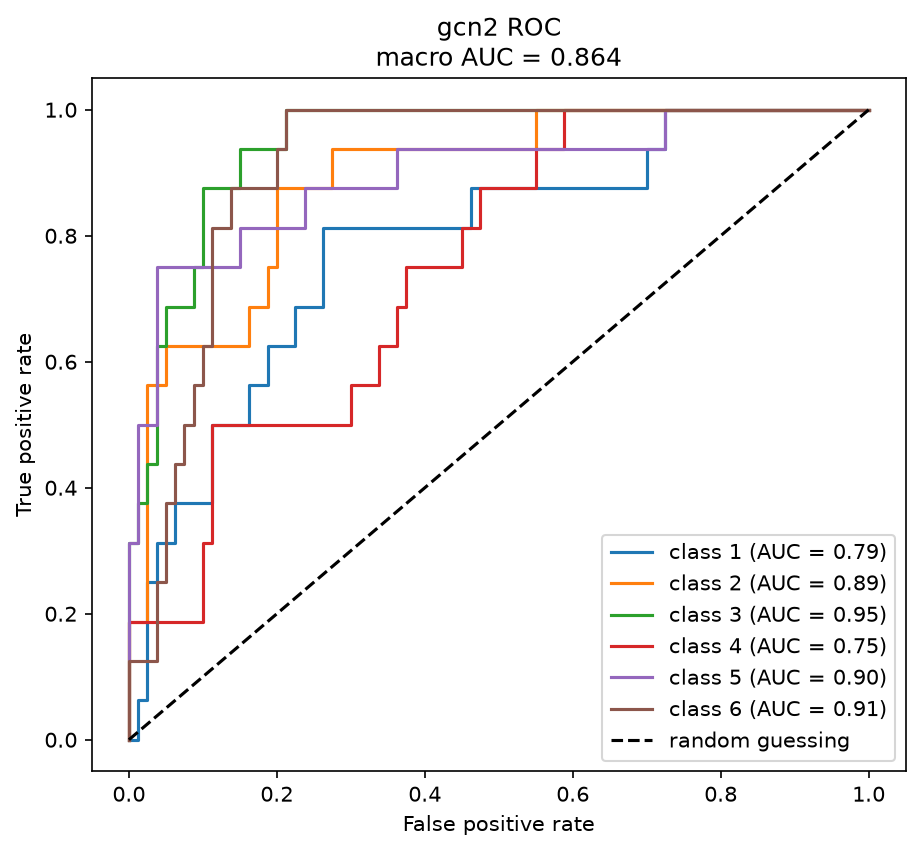 gcn2 ROC
macro AUC = 0.864
1.0
0.8
0.6
0.4
0.2
0.0
True positive rate
class 1 (AUC = 0.79)
class 2 (AUC = 0.89)
class 3 (AUC = 0.95)
class 4 (AUC = 0.75)
class 5 (AUC = 0.90)
class 6 (AUC = 0.91)
random guessing
0.0 0.2 0.4 0.6 0.8 1.0
False positive rate